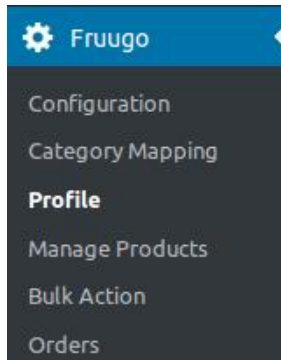 Fruugo
Configuration
Category Mapping
Profile
Manage Products
Bulk Action
Orders